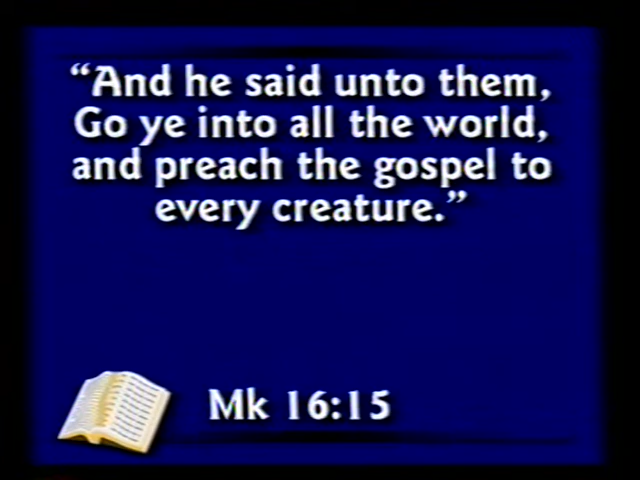 “And he said unto them,
Go ye into all the world,
and preach the gospel to
every creature.”
Mk 16:15